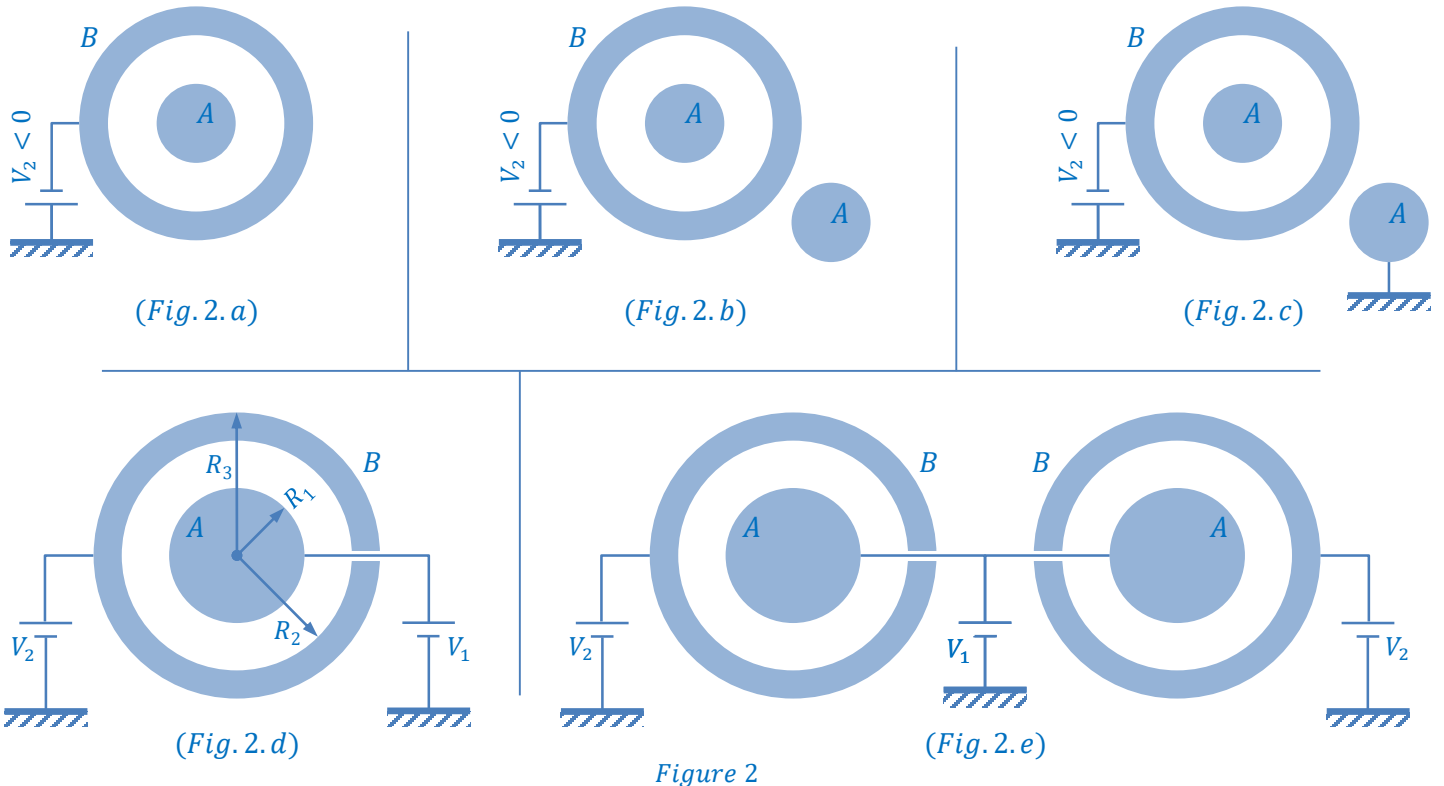 B
A
V₂ < 0
(Fig. 2. a)
B
A
V₂ < 0
A
(Fig. 2. b)
B
A
V₂ < 0
A
(Fig. 2. c)
R₃
B
A
R₁
R₂
V₂
V₁
(Fig. 2. d)
B
B
A
A
V₂
V₁
V₂
(Fig. 2. e)
Figure 2